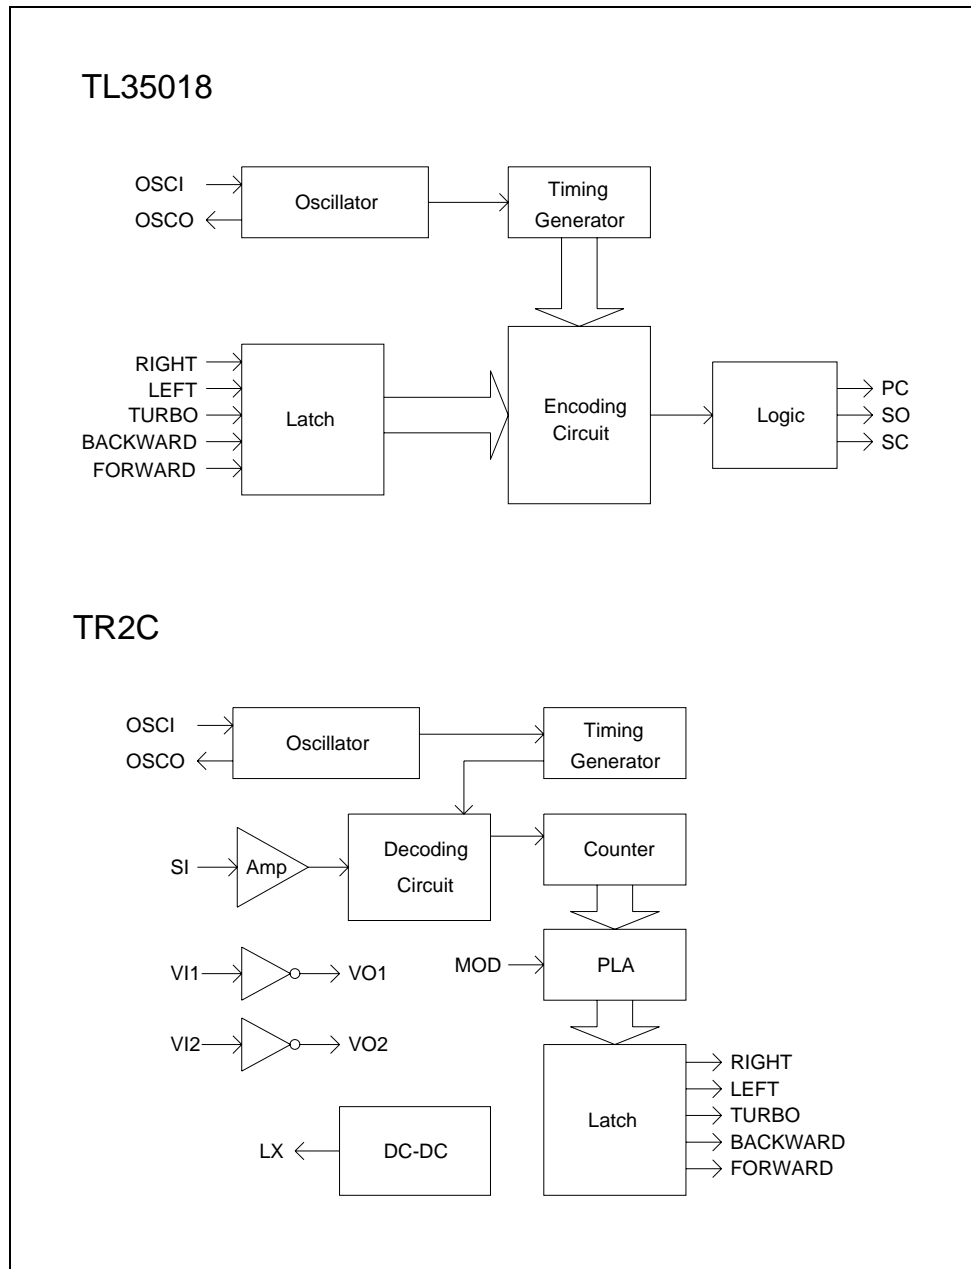 TL35018
OSCI
OSCO
Oscillator
Timing
Generator
RIGHT
LEFT
TURBO
BACKWARD
FORWARD
Latch
Encoding
Circuit
Logic
PC
SO
SC
TR2C
OSCI
OSCO
Oscillator
Timing
Generator
SI
Amp
Decoding
Circuit
Counter
VI1
VO1
MOD
PLA
VI2
VO2
LX
DC-DC
Latch
RIGHT
LEFT
TURBO
BACKWARD
FORWARD